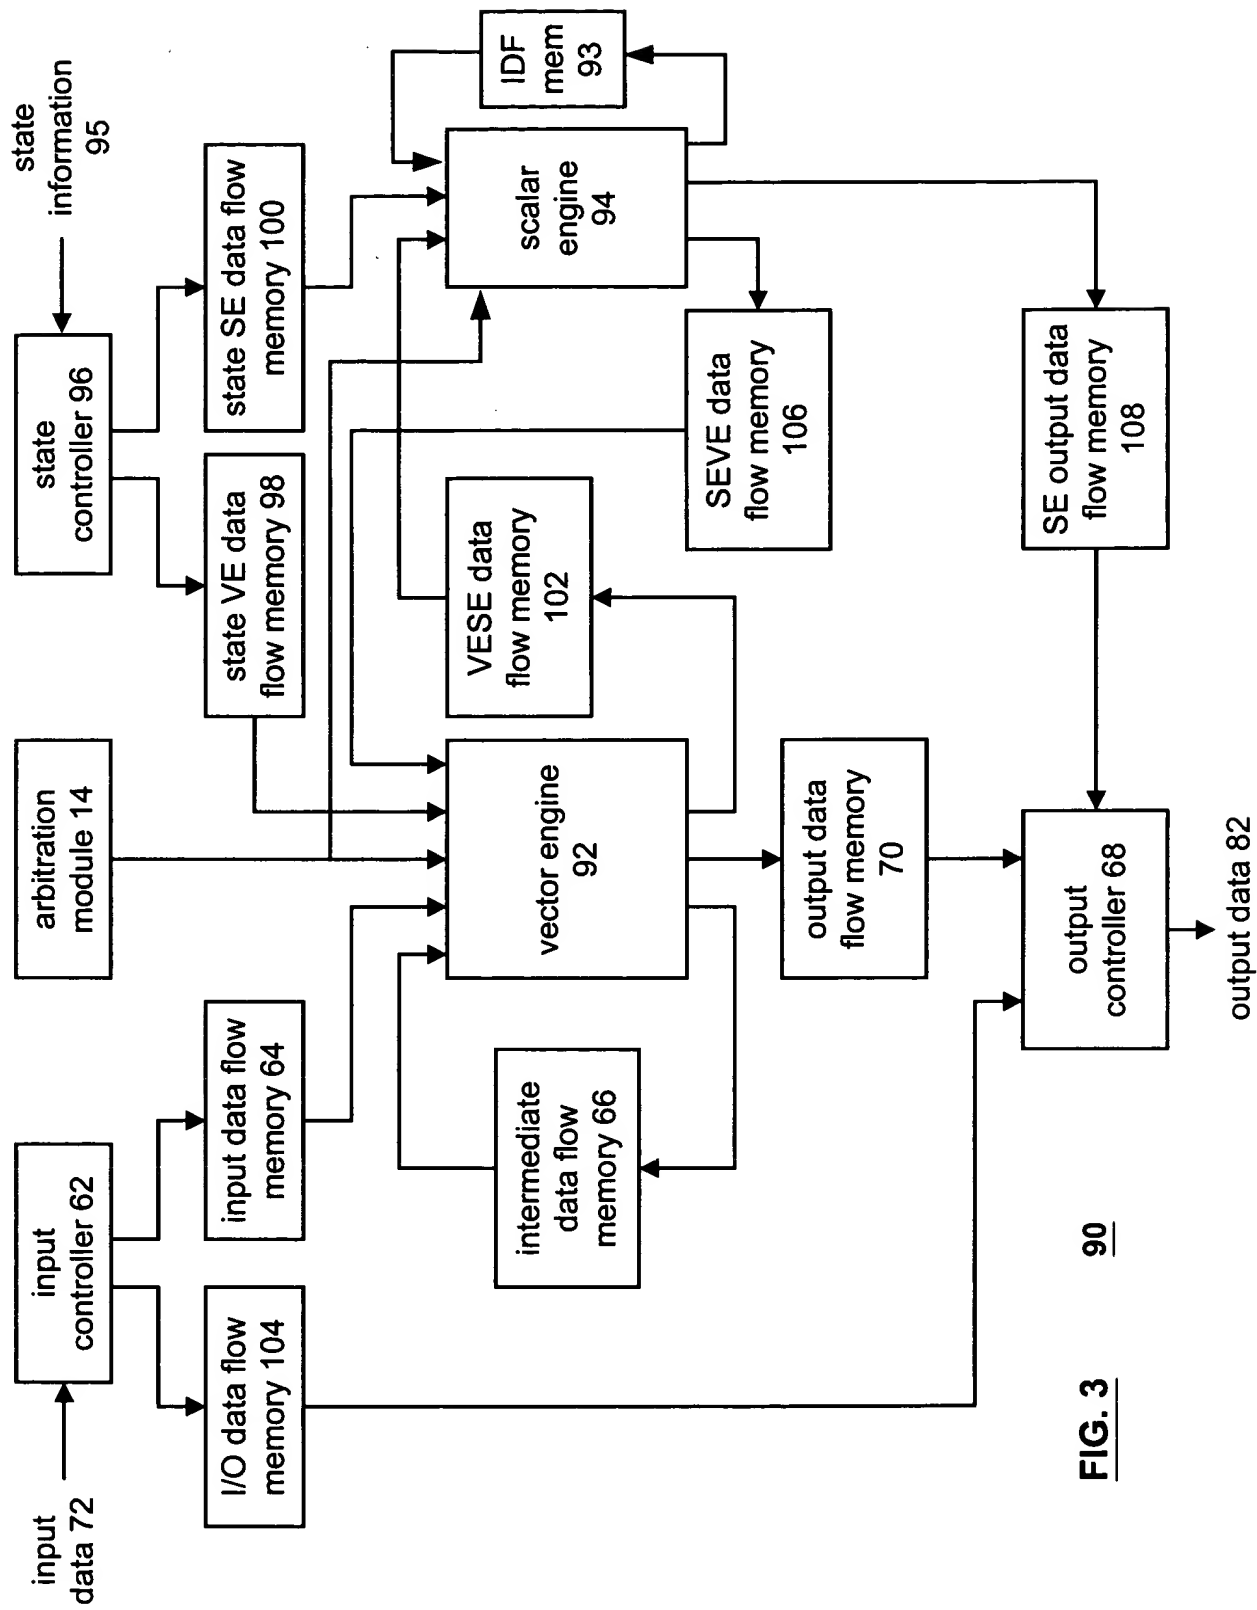 input
data 72
input
controller 62
arbitration
module 14
state
controller 96
state
information
95
I/O data flow
memory 104
input data flow
memory 64
state VE data
flow memory 98
state SE data flow
memory 100
intermediate
data flow
memory 66
vector engine
92
VESE data
flow memory
102
scalar
engine
94
IDF
mem
93
output data
flow memory
70
SEVE data
flow memory
106
output
controller 68
SE output data
flow memory
108
output data 82
FIG. 3
90